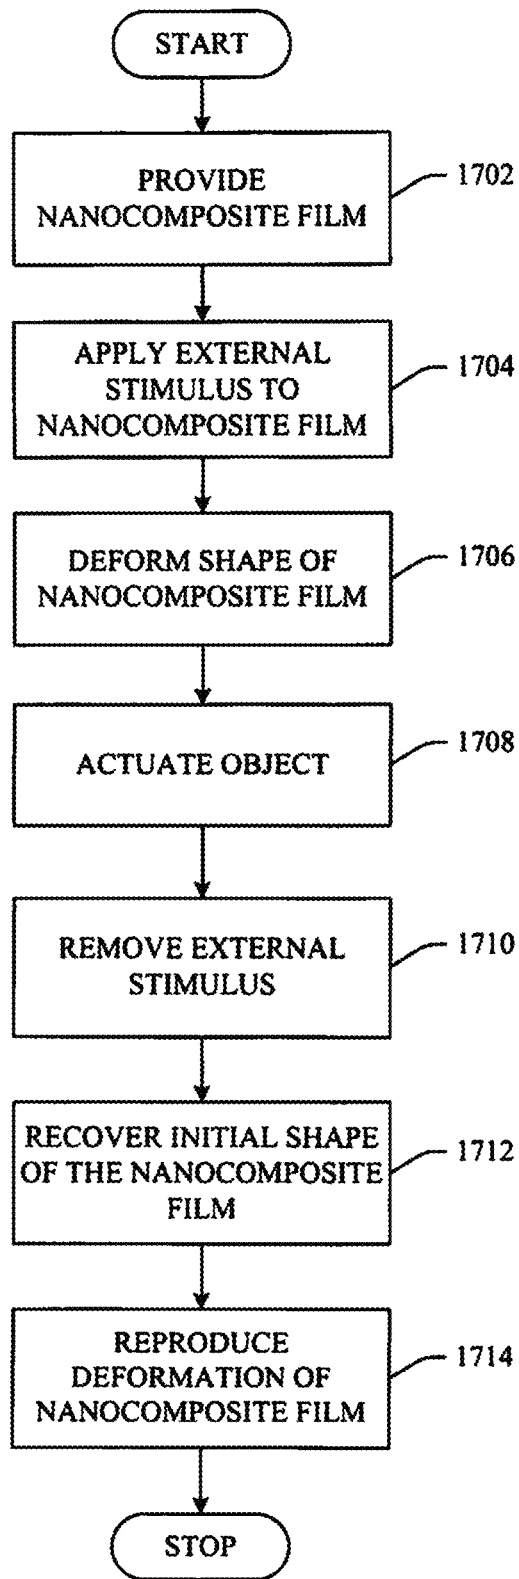 START
PROVIDE
NANOCOMPOSITE FILM
1702
APPLY EXTERNAL
STIMULUS TO
NANOCOMPOSITE FILM
1704
DEFORM SHAPE OF
NANOCOMPOSITE FILM
1706
ACTUATE OBJECT
1708
REMOVE EXTERNAL
STIMULUS
1710
RECOVER INITIAL SHAPE
OF THE NANOCOMPOSITE
FILM
1712
REPRODUCE
DEFORMATION OF
NANOCOMPOSITE FILM
1714
STOP